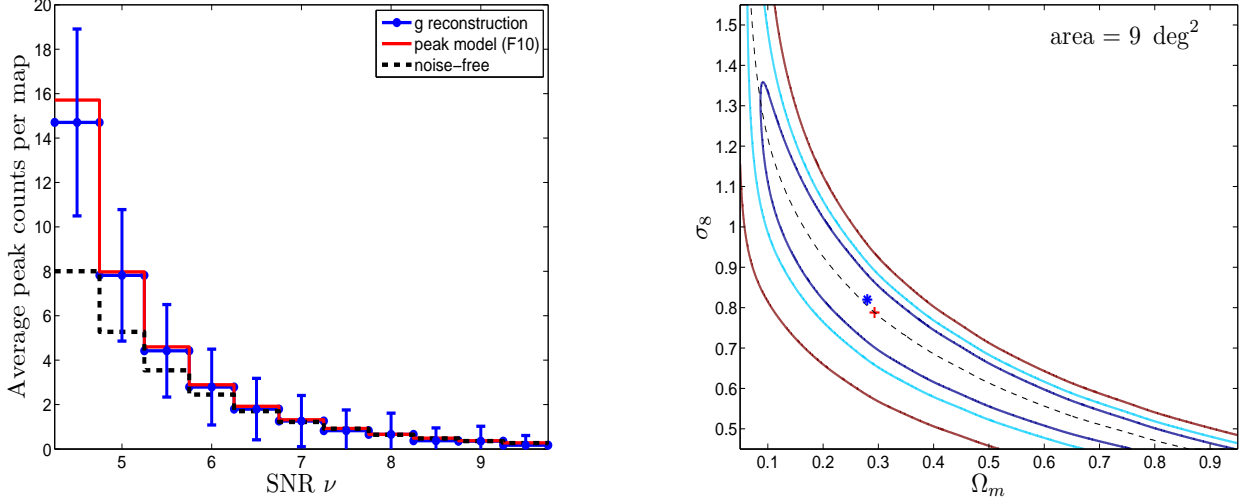 20
18
16
14
12
10
8
6
4
2
0
Average peak counts per map
g reconstruction
peak model (F10)
noise−free
5 6 7 8 9
SNR ν
1.5
1.4
1.3
1.2
1.1
1
0.9
0.8
0.7
0.6
0.5
σ8
area = 9 deg²
0.1 0.2 0.3 0.4 0.5 0.6 0.7 0.8 0.9
Ωm